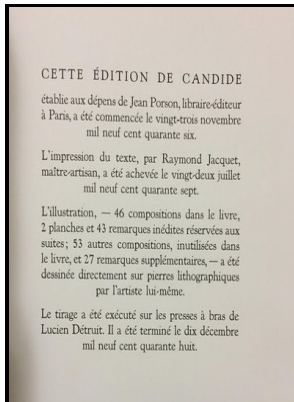 CETTE ÉDITION DE CANDIDE
établie aux dépens de Jean Porson, libraire-éditeur
à Paris, a été commencée le vingt-trois novembre
mil neuf cent quarante six.
L'impression du texte, par Raymond Jacquet,
maître-artisan, a été achevée le vingt-deux juillet
mil neuf cent quarante sept.
L'illustration, — 46 compositions dans le livre,
2 planches et 43 remarques inédites réservées aux
suites; 53 autres compositions, inutilisées dans
le livre, et 27 remarques supplémentaires, — a été
dessinée directement sur pierres lithographiques
par l'artiste lui-même.
Le tirage a été exécuté sur les presses à bras de
Lucien Détruit. Il a été terminé le dix décembre
mil neuf cent quarante huit.